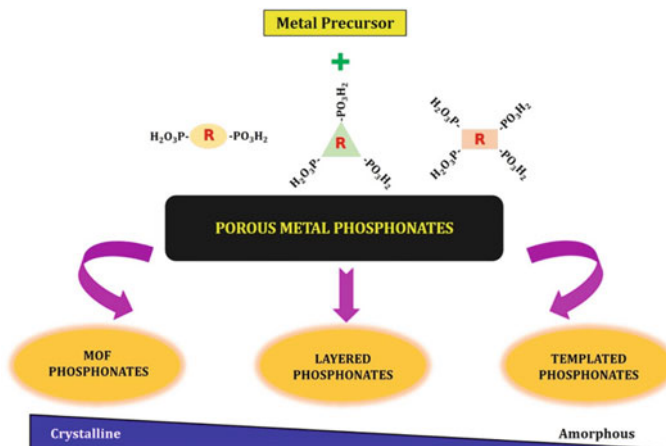 Metal Precursor
+
-PO₃H₂
H₂O₃P- R -PO₃H₂
R
H₂O₃P- -PO₃H₂
H₂O₃P- -PO₃H₂
R
H₂O₃P- -PO₃H₂
POROUS METAL PHOSPHONATES
MOF
PHOSPHONATES
LAYERED
PHOSPHONATES
TEMPLATED
PHOSPHONATES
Crystalline
Amorphous